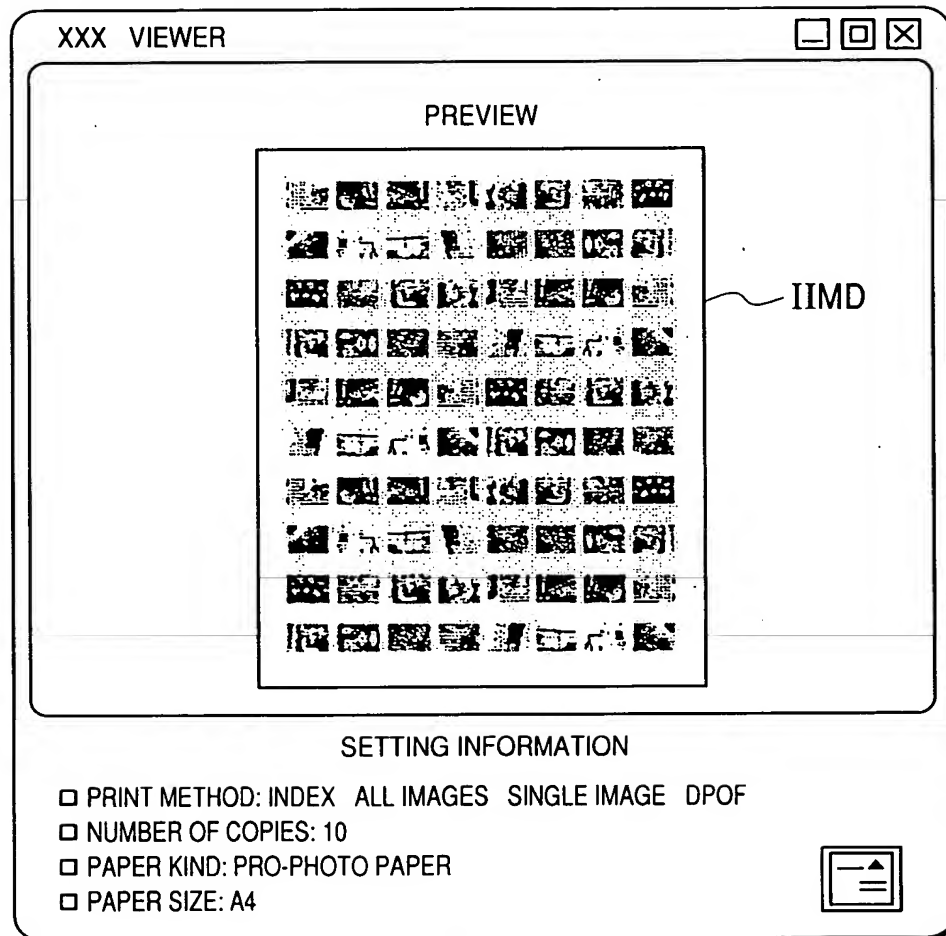 XXX VIEWER
PREVIEW
IIMD
SETTING INFORMATION
PRINT METHOD: INDEX ALL IMAGES SINGLE IMAGE DPOF
NUMBER OF COPIES: 10
PAPER KIND: PRO-PHOTO PAPER
PAPER SIZE: A4